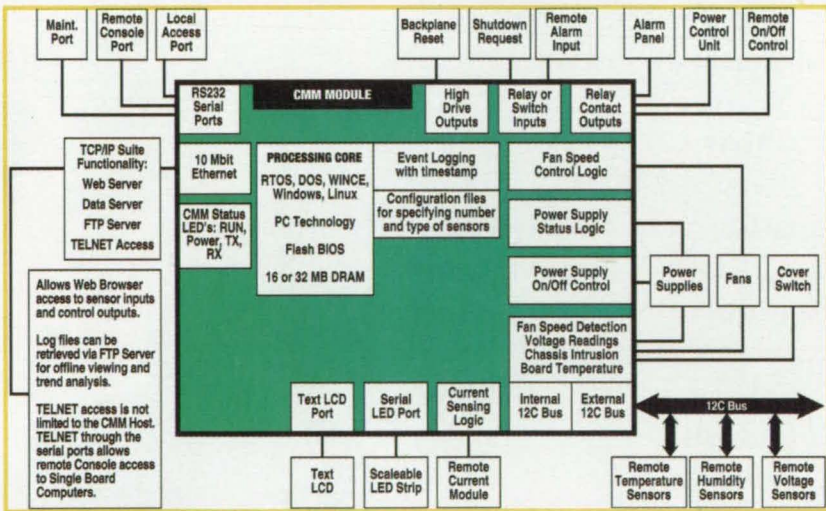 Maint.
Port
Remote
Console
Port
Local
Access
Port
Backplane
Reset
Shutdown
Request
Remote
Alarm
Input
Alarm
Panel
Power
Control
Unit
Remote
On/Off
Control
RS232
Serial
Ports
CMM MODULE
High
Drive
Outputs
Relay or
Switch
Inputs
Relay
Contact
Outputs
TCP/IP Suite
Functionality:
Web Server
Data Server
FTP Server
TELNET Access
10 Mbit
Ethernet
CMM Status
LED's: RUN,
Power, TX,
RX
PROCESSING CORE
RTOS, DOS, WINCE,
Windows, Linux
PC Technology
Flash BIOS
16 or 32 MB DRAM
Event Logging
with timestamp
Configuration files
for specifying number
and type of sensors
Fan Speed
Control Logic
Power Supply
Status Logic
Power Supply
On/Off Control
Fan Speed Detection
Voltage Readings
Chassis Intrusion
Board Temperature
Power
Supplies
Fans
Cover
Switch
Allows Web Browser
access to sensor inputs
and control outputs.
Log files can be
retrieved via FTP Server
for offline viewing and
trend analysis.
TELNET access is not
limited to the CMM Host.
TELNET through the
serial ports allows
remote Console access
to Single Board
Computers.
Text LCD
Port
Serial
LED Port
Current
Sensing
Logic
Internal
12C Bus
External
12C Bus
12C Bus
Text
LCD
Scaleable
LED Strip
Remote
Current
Module
Remote
Temperature
Sensors
Remote
Humidity
Sensors
Remote
Voltage
Sensors